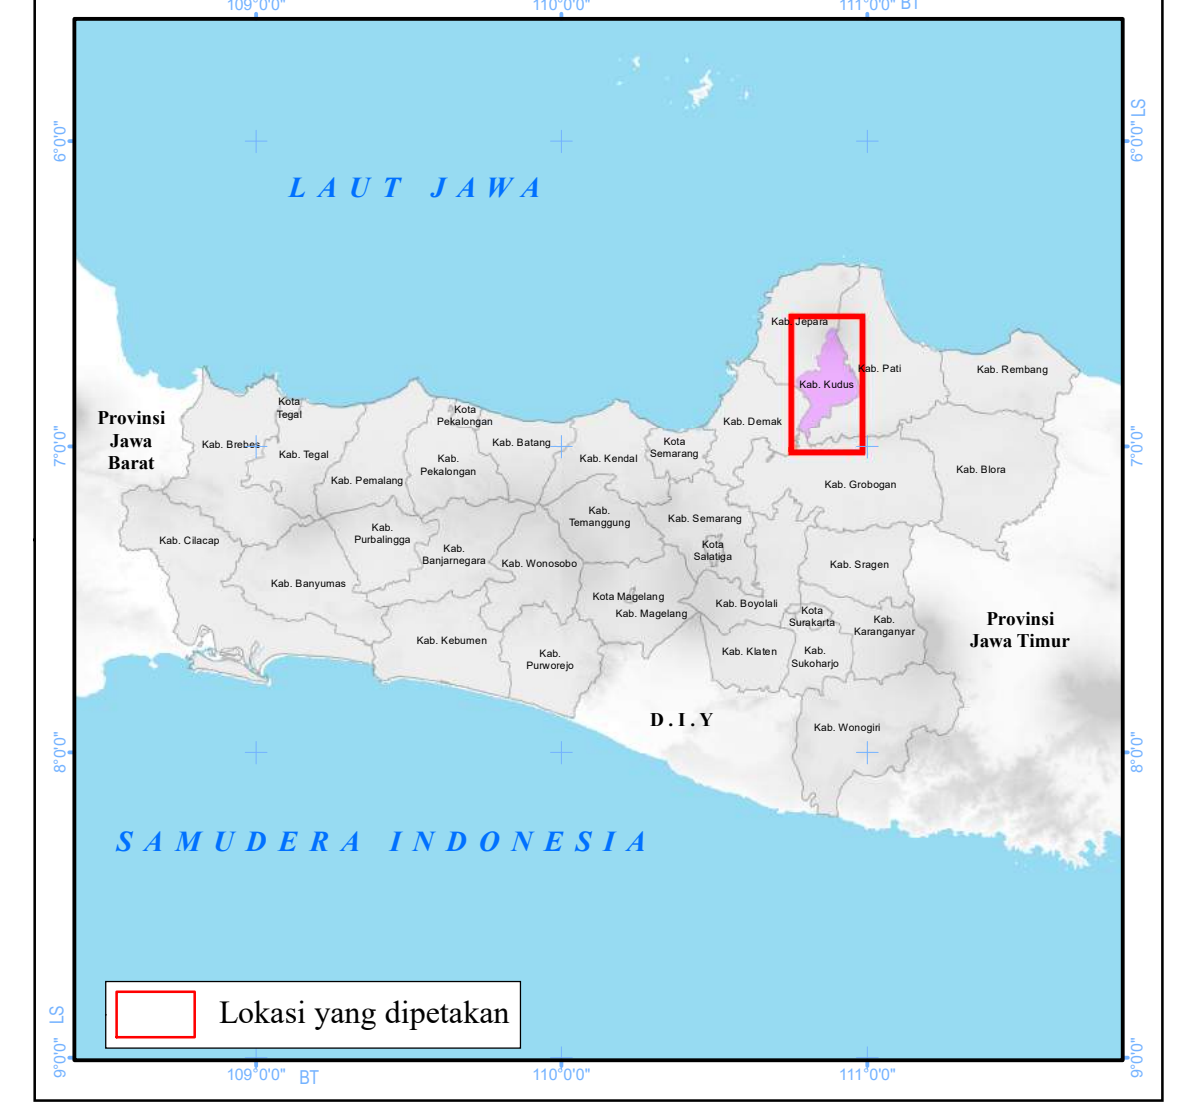 109°0'0"
110°0'0"
111°0'0" BT
6°0'0"
6°0'0" LS
LAUT JAWA
Kab. Jepara
Kab. Pati
Kab. Rembang
Kab. Kudus
Kota
Tegal
Kota
Pekalongan
Provinsi
Jawa
Barat
Kab. Demak
Kab. Brebes
Kab. Batang
Kota
Semarang
7°0'0"
7°0'0"
Kab. Tegal
Kab.
Pekalongan
Kab. Kendal
Kab. Blora
Kab. Pemalang
Kab. Grobogan
Kab.
Temanggung
Kab. Semarang
Kab.
Purbalingga
Kab. Cilacap
Kab.
Banjarnegara
Kota
Salatiga
Kab. Wonosobo
Kab. Sragen
Kab. Banyumas
Kota Magelang
Kab. Magelang
Kab. Boyolali
Kota
Surakarta
Kab.
Karanganyar
Provinsi
Jawa Timur
Kab. Kebumen
Kab.
Purworejo
Kab. Klaten
Kab.
Sukoharjo
D.I.Y
Kab. Wonogiri
8°0'0"
8°0'0"
SAMUDERA INDONESIA
Lokasi yang dipetakan
9°0'0" LS
9°0'0"
109°0'0" BT
110°0'0"
111°0'0"